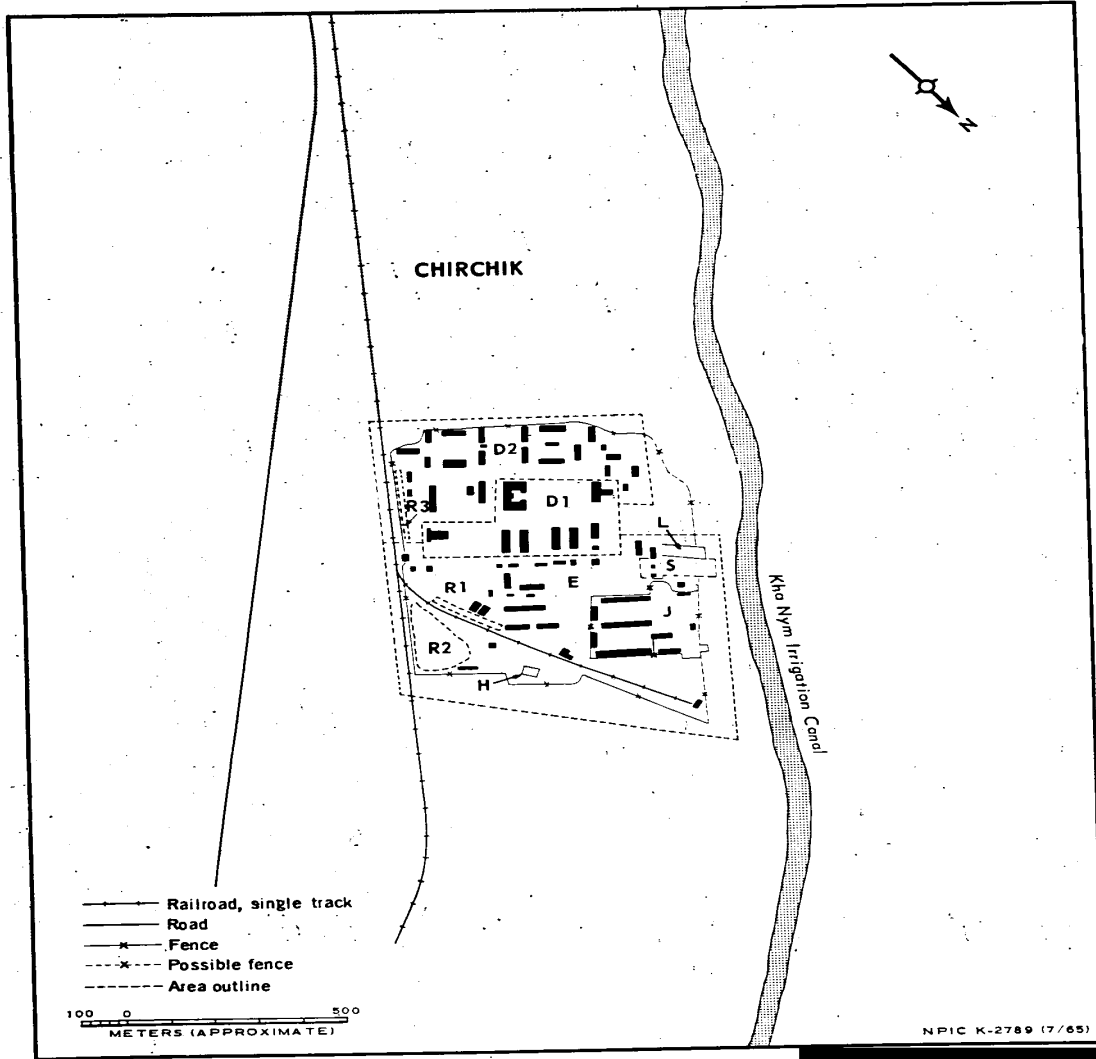 N
CHIRCHIK
D2
D1
R3
L
S
E
R1
J
R2
H
Kha Nym Irrigation Canal
Railroad, single track
Road
Fence
Possible fence
Area outline
100 0 500
METERS (APPROXIMATE)
NPIC K-2789 (7/65)